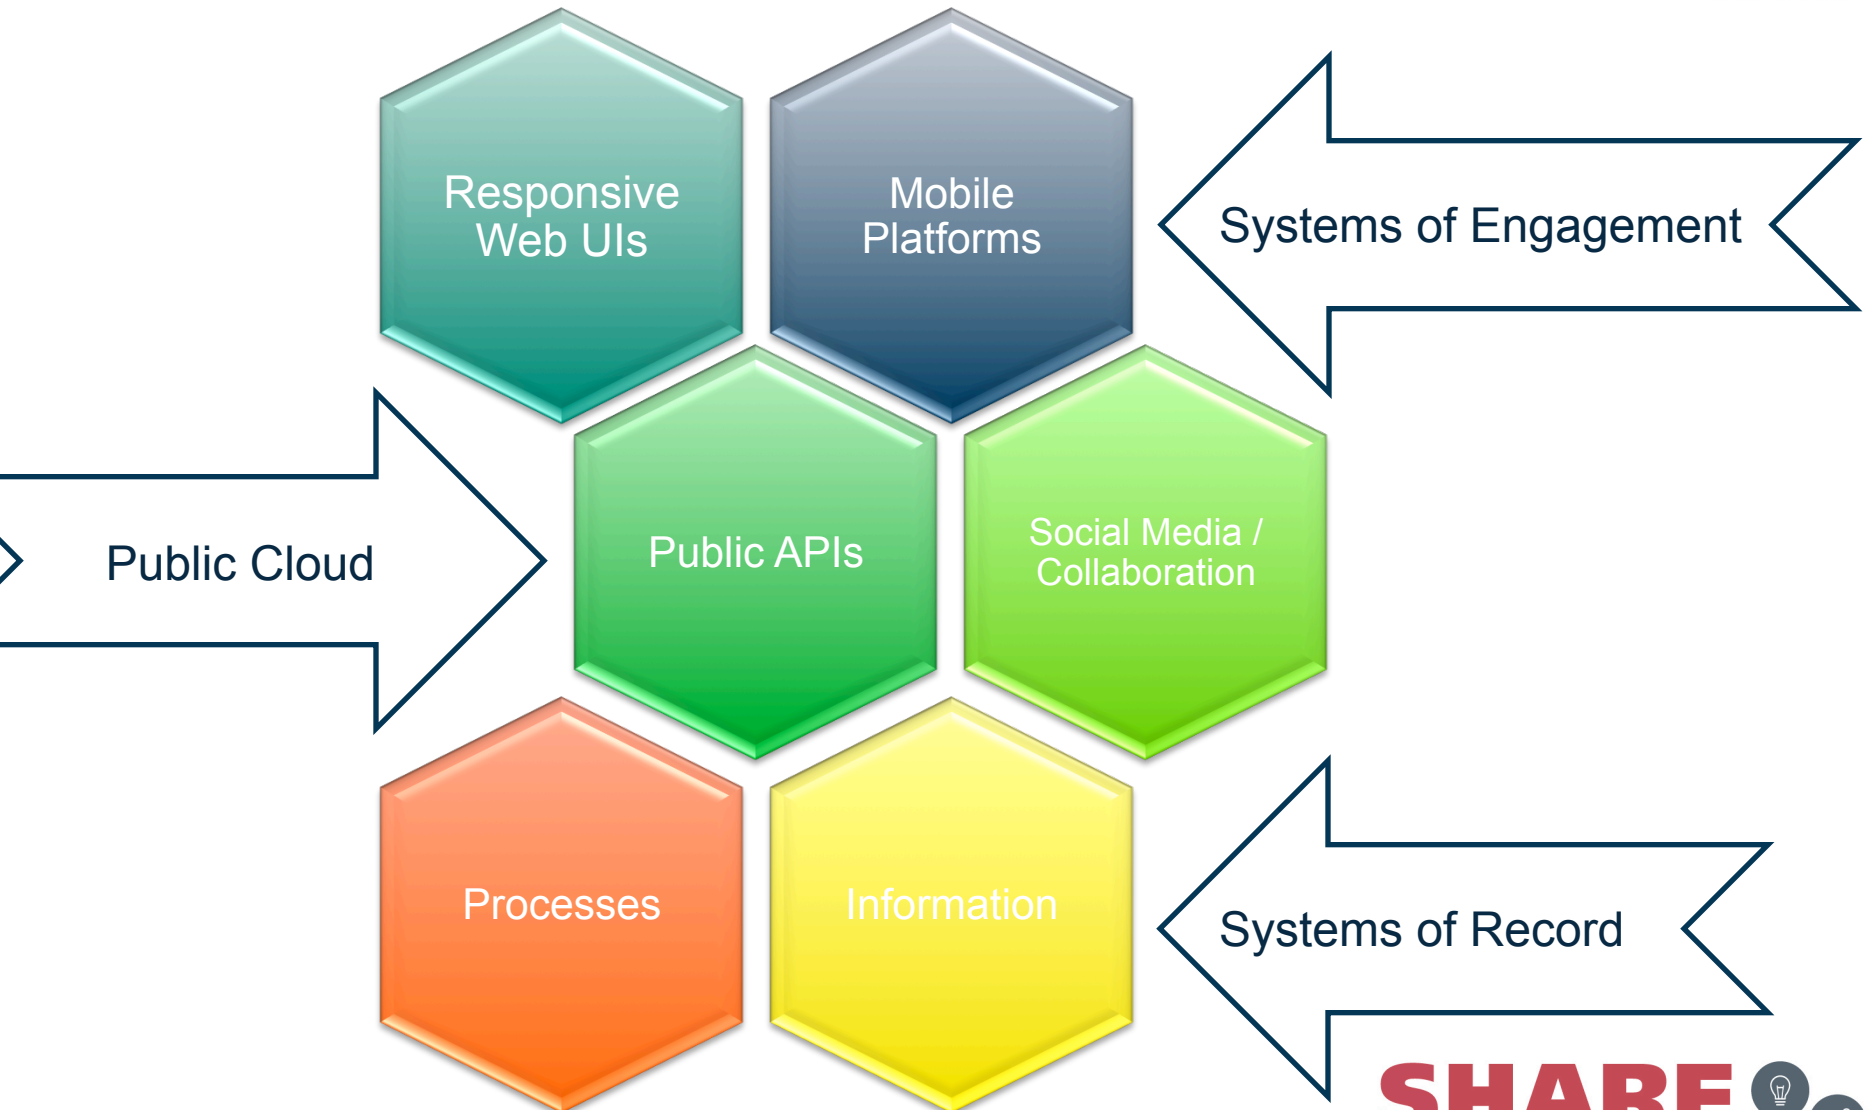 Responsive
Web UIs
Mobile
Platforms
Systems of Engagement
Public Cloud
Public APIs
Social Media /
Collaboration
Processes
Information
Systems of Record
SHARE